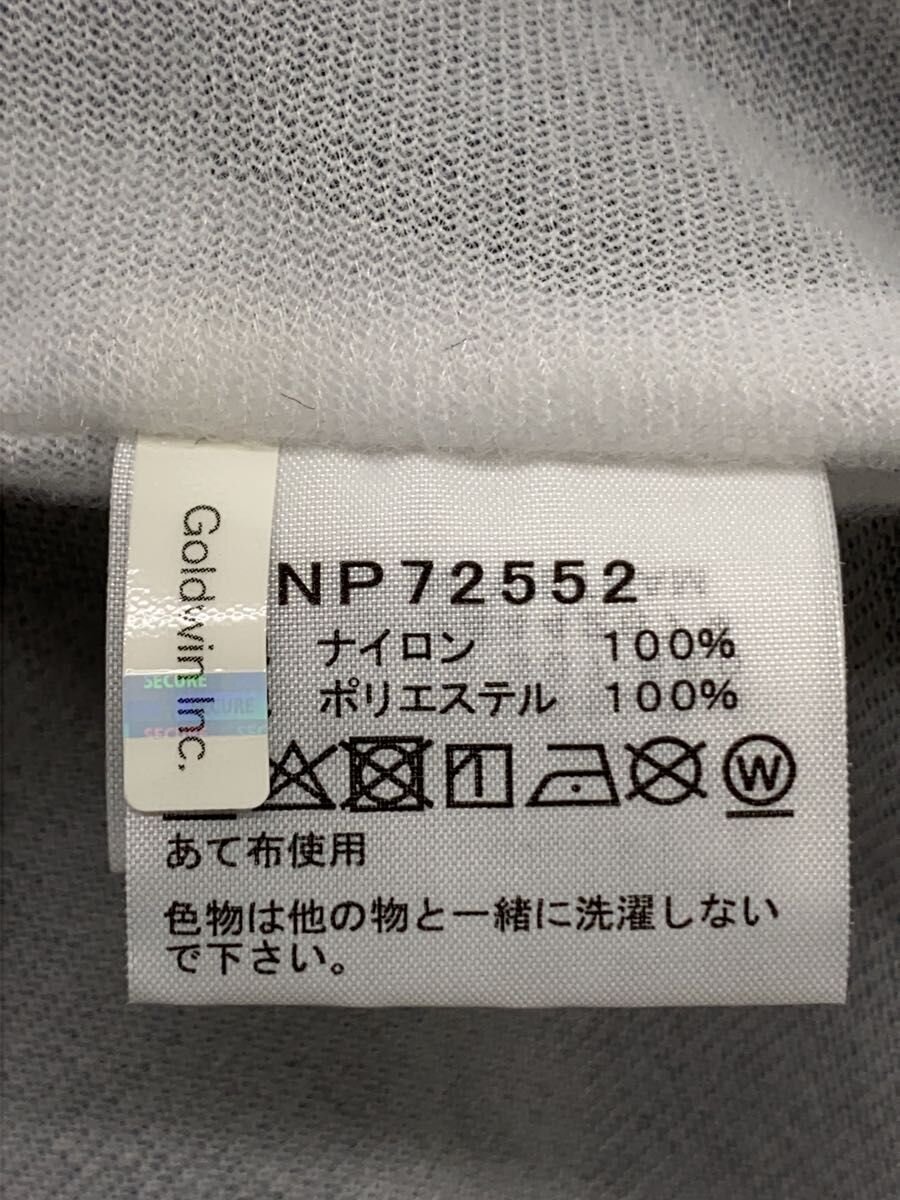 Goldwin Inc.
SECURE
SECURE
SECURE
NP72552
ナイロン 100%
ポリエステル 100%
W
あて布使用
色物は他の物と一緒に洗濯しない
で下さい。